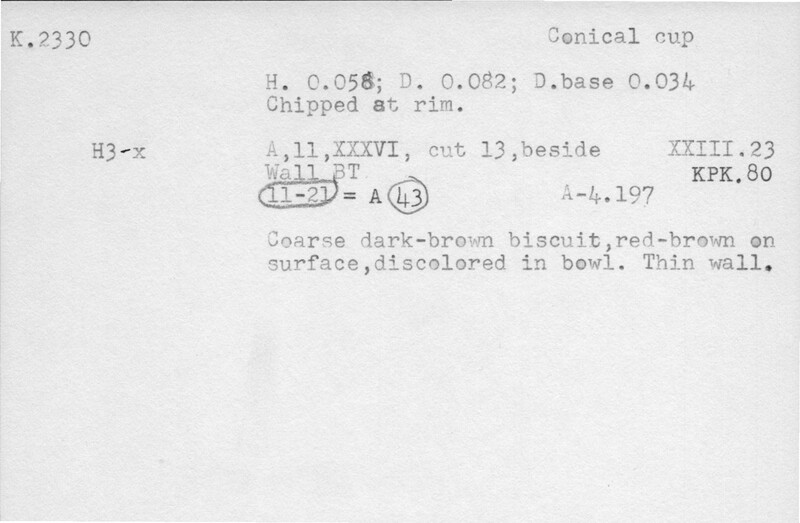 K.2330 Conical cup
H. 0.058; D. 0.082; D.base 0.034
Chipped at rim.
H3-x A,11,XXXVI, cut 13,beside XXIII.23
Wall BT KPK.80
11-21 = A 43 A-4.197
Coarse dark-brown biscuit,red-brown on
surface,discolored in bowl. Thin wall.